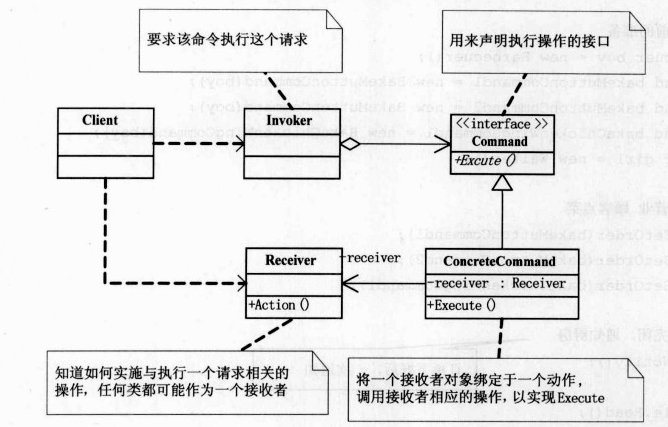 要求该命令执行这个请求
用来声明执行操作的接口
Client
Invoker
<<interface>>
Command
+Excute()
Receiver
-receiver
ConcreteCommand
-receiver : Receiver
+Action()
+Execute()
知道如何实施与执行一个请求相关的
操作，任何类都可能作为一个接收者
将一个接收者对象绑定于一个动作，
调用接收者相应的操作，以实现Execute